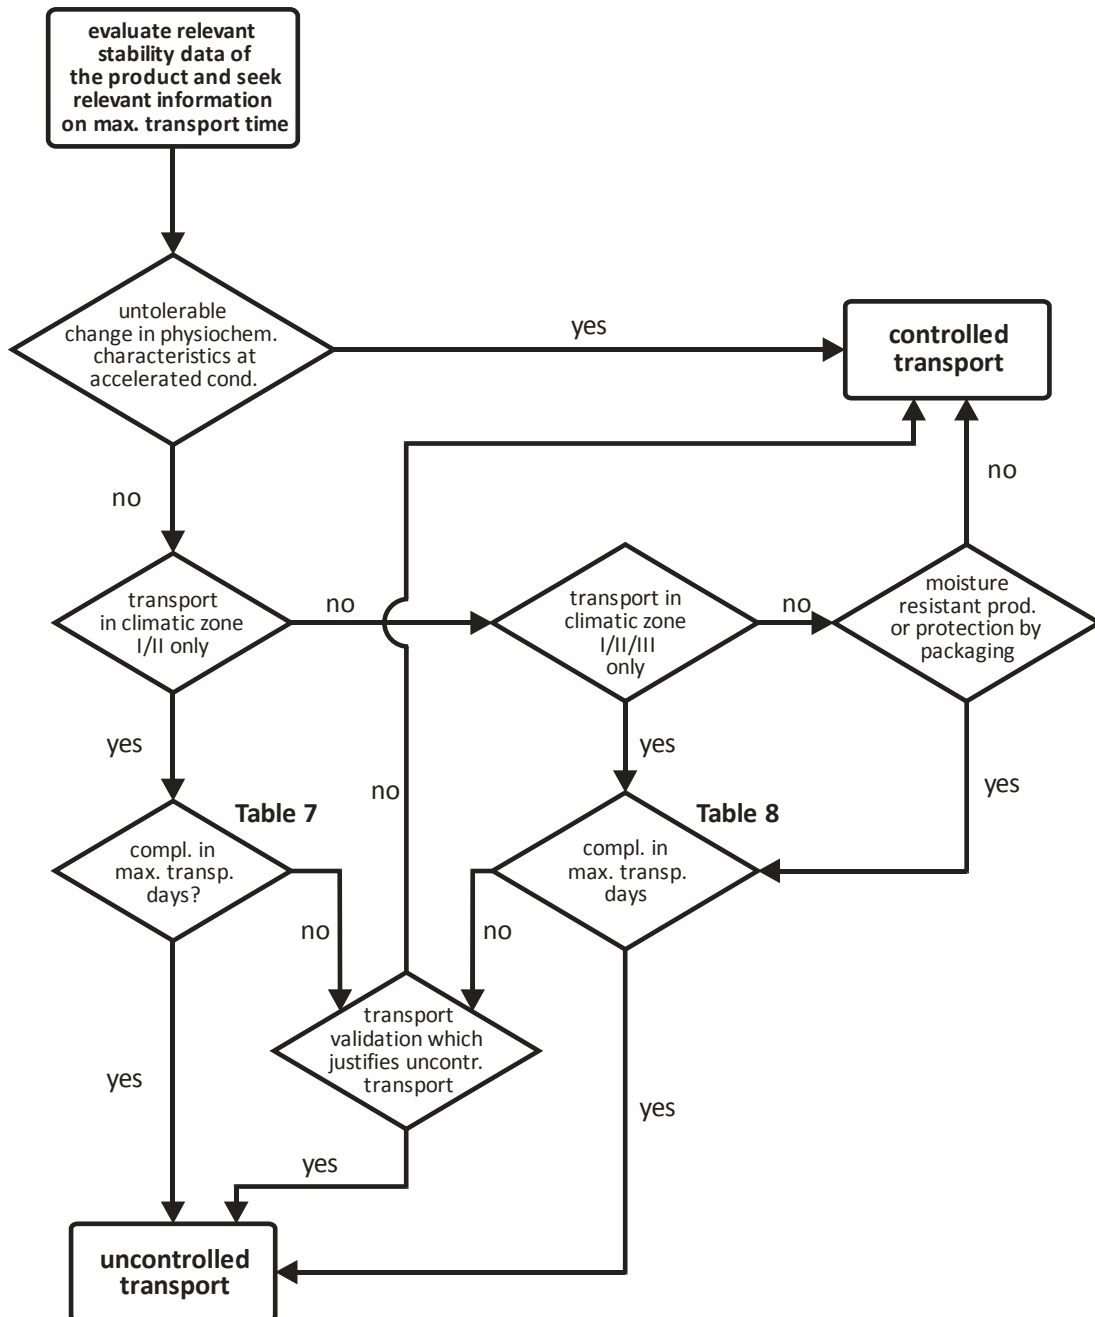 evaluate relevant
stability data of
the product and seek
relevant information
on max. transport time
untolerable
change in physiochem.
characteristics at
accelerated cond.
yes
controlled
transport
no
no
transport
in climatic zone
I/II only
no
transport in
climatic zone
I/II/III
only
no
moisture
resistant prod.
or protection by
packaging
yes
yes
yes
no
Table 7
compl. in
max. transp.
days?
Table 8
compl. in
max. transp.
days
no
no
transport
validation which
justifies uncontr.
transport
yes
yes
yes
uncontrolled
transport